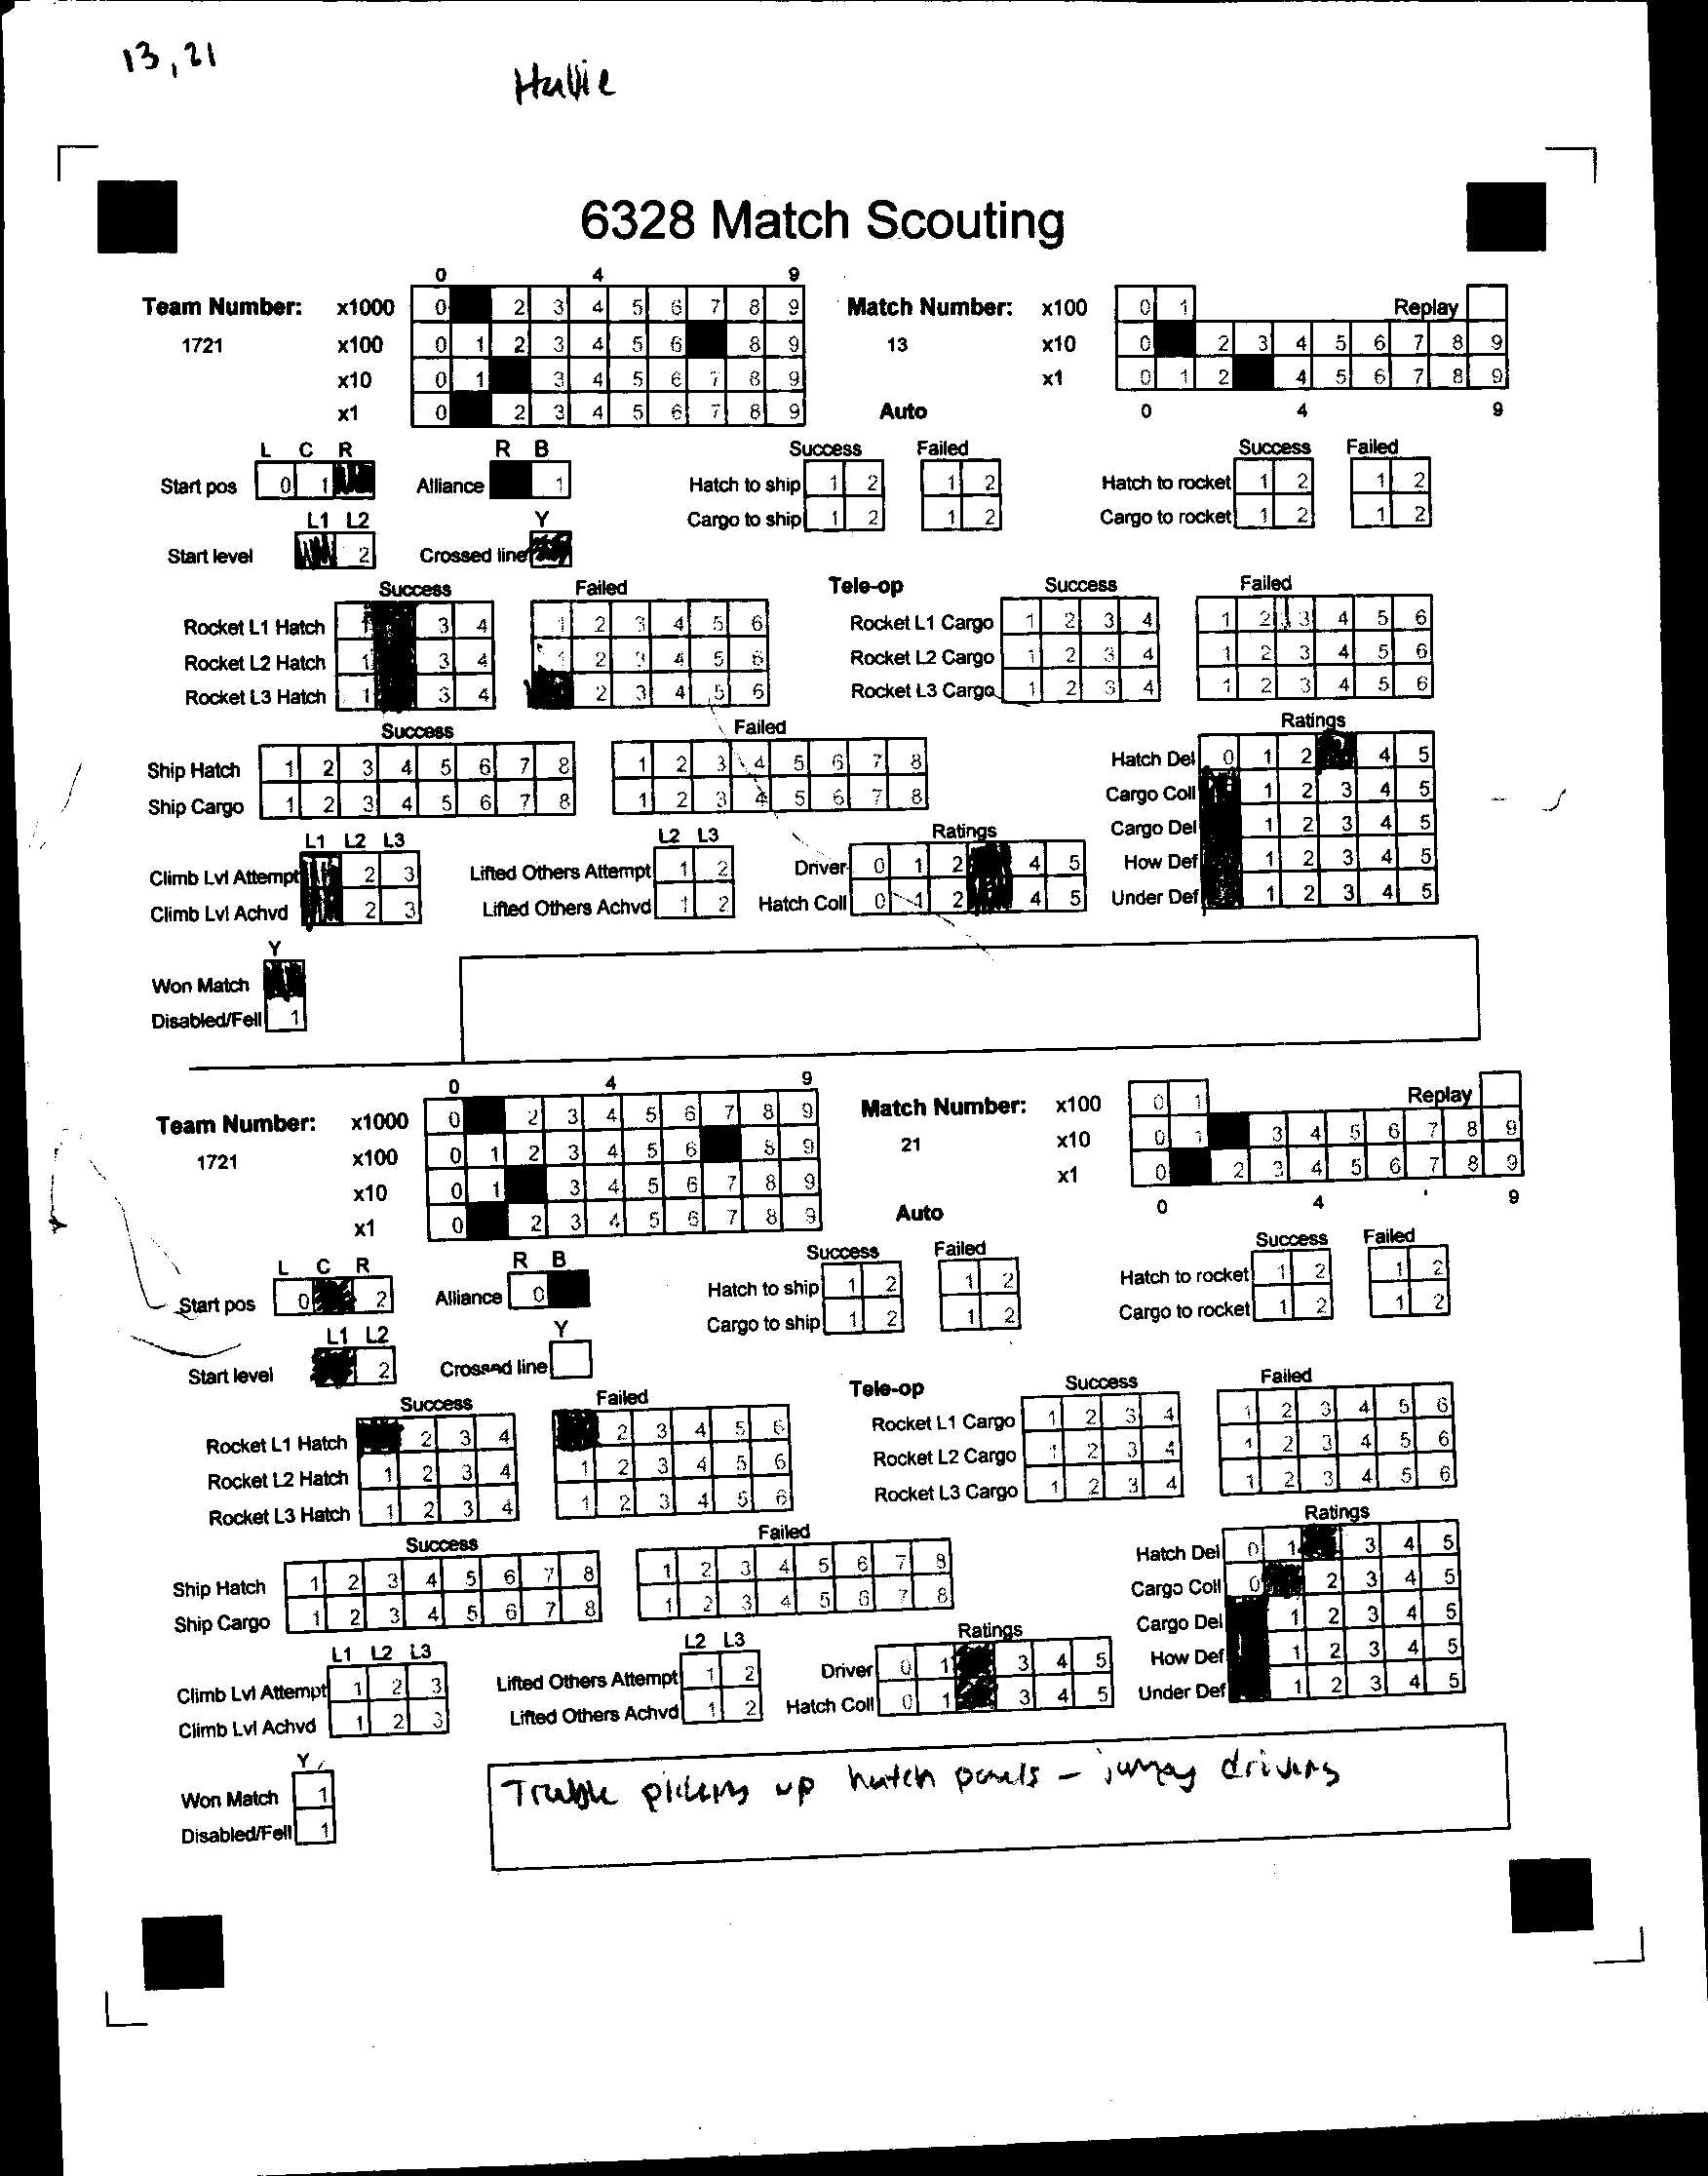 13, 21
Hallie
6328 Match Scouting
0 4 9
Team Number: x1000 0 2 3 4 5 6 7 8 9 Match Number: x100 0 1 Replay
1721 x100 0 1 2 3 4 5 6 8 9 13 x10 0 2 3 4 5 6 7 8 9
x10 0 1 3 4 5 6 7 8 9 x1 0 1 2 4 5 6 7 8 9
x1 0 2 3 4 5 6 7 8 9 Auto 0 4 9
L C R R B Success Failed Success Failed
Start pos 0 1 Alliance 1 Hatch to ship 1 2 1 2 Hatch to rocket 1 2 1 2
L1 L2 Y Cargo to ship 1 2 1 2 Cargo to rocket 1 2 1 2
Start level 2 Crossed line
Success Failed Tele-op Success Failed
Rocket L1 Hatch 1 3 4 1 2 3 4 5 6 Rocket L1 Cargo 1 2 3 4 1 2 3 4 5 6
Rocket L2 Hatch 1 3 4 1 2 3 4 5 6 Rocket L2 Cargo 1 2 3 4 1 2 3 4 5 6
Rocket L3 Hatch 1 3 4 2 3 4 5 6 Rocket L3 Cargo 1 2 3 4 1 2 3 4 5 6
Success Failed Ratings
Ship Hatch 1 2 3 4 5 6 7 8 1 2 3 4 5 6 7 8 Hatch Del 0 1 2 4 5
Ship Cargo 1 2 3 4 5 6 7 8 1 2 3 4 5 6 7 8 Cargo Coll 1 2 3 4 5
L1 L2 L3 L2 L3 Ratings Cargo Del 1 2 3 4 5
Climb Lvl Attempt 2 3 Lifted Others Attempt 1 2 Driver 0 1 2 4 5 How Def 1 2 3 4 5
Climb Lvl Achvd 2 3 Lifted Others Achvd 1 2 Hatch Coll 0 1 2 4 5 Under Def 1 2 3 4 5
Y
Won Match
Disabled/Fell 1
0 4 9
Team Number: x1000 0 2 3 4 5 6 7 8 9 Match Number: x100 0 1 Replay
1721 x100 0 1 2 3 4 5 6 8 9 21 x10 0 1 3 4 5 6 7 8 9
x10 0 1 3 4 5 6 7 8 9 x1 0 2 3 4 5 6 7 8 9
x1 0 2 3 4 5 6 7 8 9 Auto 0 4 9
L C R R B Success Failed Success Failed
Start pos 0 2 Alliance 0 Hatch to ship 1 2 1 2 Hatch to rocket 1 2 1 2
L1 L2 Y Cargo to ship 1 2 1 2 Cargo to rocket 1 2 1 2
Start level 2 Crossed line
Success Failed Tele-op Success Failed
Rocket L1 Hatch 2 3 4 2 3 4 5 6 Rocket L1 Cargo 1 2 3 4 1 2 3 4 5 6
Rocket L2 Hatch 1 2 3 4 1 2 3 4 5 6 Rocket L2 Cargo 1 2 3 4 1 2 3 4 5 6
Rocket L3 Hatch 1 2 3 4 1 2 3 4 5 6 Rocket L3 Cargo 1 2 3 4 1 2 3 4 5 6
Success Failed Ratings
Ship Hatch 1 2 3 4 5 6 7 8 1 2 3 4 5 6 7 8 Hatch Del 0 1 3 4 5
Ship Cargo 1 2 3 4 5 6 7 8 1 2 3 4 5 6 7 8 Cargo Coll 0 2 3 4 5
L1 L2 L3 L2 L3 Ratings Cargo Del 1 2 3 4 5
Climb Lvl Attempt 1 2 3 Lifted Others Attempt 1 2 Driver 0 1 3 4 5 How Def 1 2 3 4 5
Climb Lvl Achvd 1 2 3 Lifted Others Achvd 1 2 Hatch Coll 0 1 3 4 5 Under Def 1 2 3 4 5
Y
Won Match 1
Disabled/Fell 1
Trouble picking up hatch panels - driving